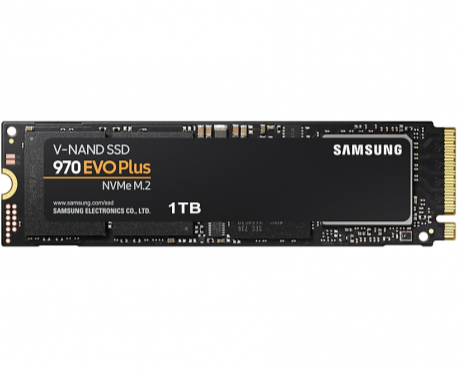 V-NAND SSD
970 EVO Plus
NVMe M.2
www.samsung.com/ssd
SAMSUNG ELECTRONICS CO., LTD.
1TB
SAMSUNG